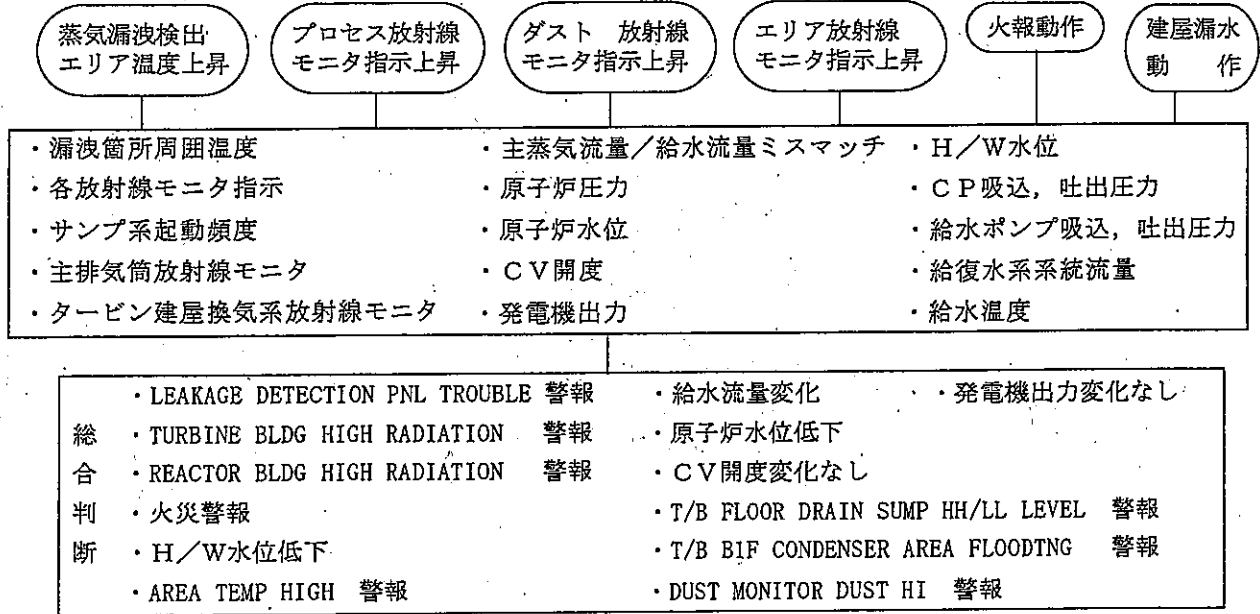 蒸気漏洩検出
エリア温度上昇
プロセス放射線
モニタ指示上昇
ダスト 放射線
モニタ指示上昇
エリア放射線
モニタ指示上昇
火報動作
建屋漏水
動 作
・漏洩箇所周囲温度
・各放射線モニタ指示
・サンプ系起動頻度
・主排気筒放射線モニタ
・タービン建屋換気系放射線モニタ
・主蒸気流量／給水流量ミスマッチ
・原子炉圧力
・原子炉水位
・CV開度
・発電機出力
・H／W水位
・CP吸込，吐出圧力
・給水ポンプ吸込，吐出圧力
・給復水系系統流量
・給水温度
総合判断
・LEAKAGE DETECTION PNL TROUBLE 警報
・TURBINE BLDG HIGH RADIATION 警報
・REACTOR BLDG HIGH RADIATION 警報
・火災警報
・H／W水位低下
・AREA TEMP HIGH 警報
・給水流量変化
・原子炉水位低下
・CV開度変化なし
・T/B FLOOR DRAIN SUMP HH/LL LEVEL 警報
・T/B B1F CONDENSER AREA FLOODTNG 警報
・DUST MONITOR DUST HI 警報
・発電機出力変化なし